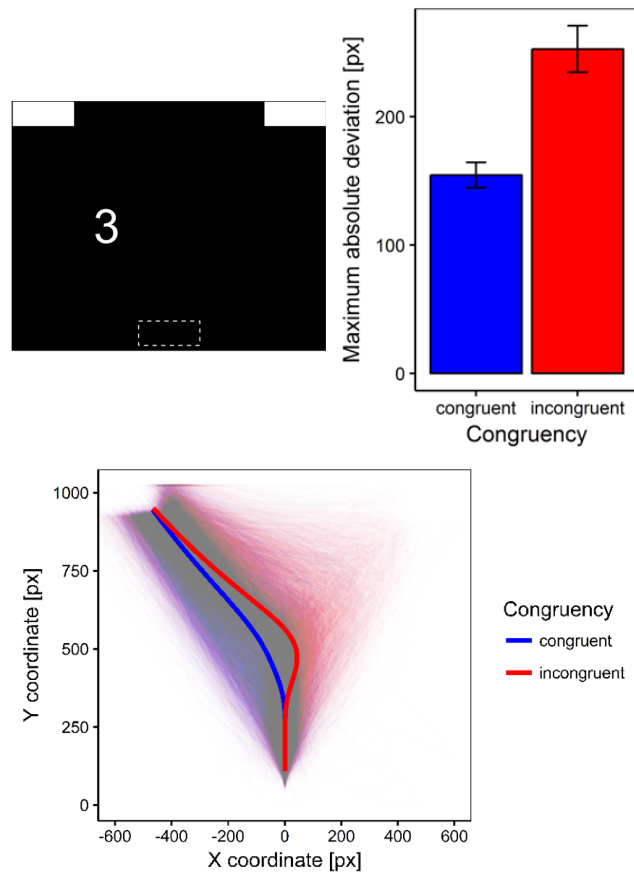 3
Maximum absolute deviation [px]
200
100
0
congruent incongruent
Congruency
Y coordinate [px]
1000
750
500
250
0
-600 -400 -200 0 200 400 600
X coordinate [px]
Congruency
congruent
incongruent